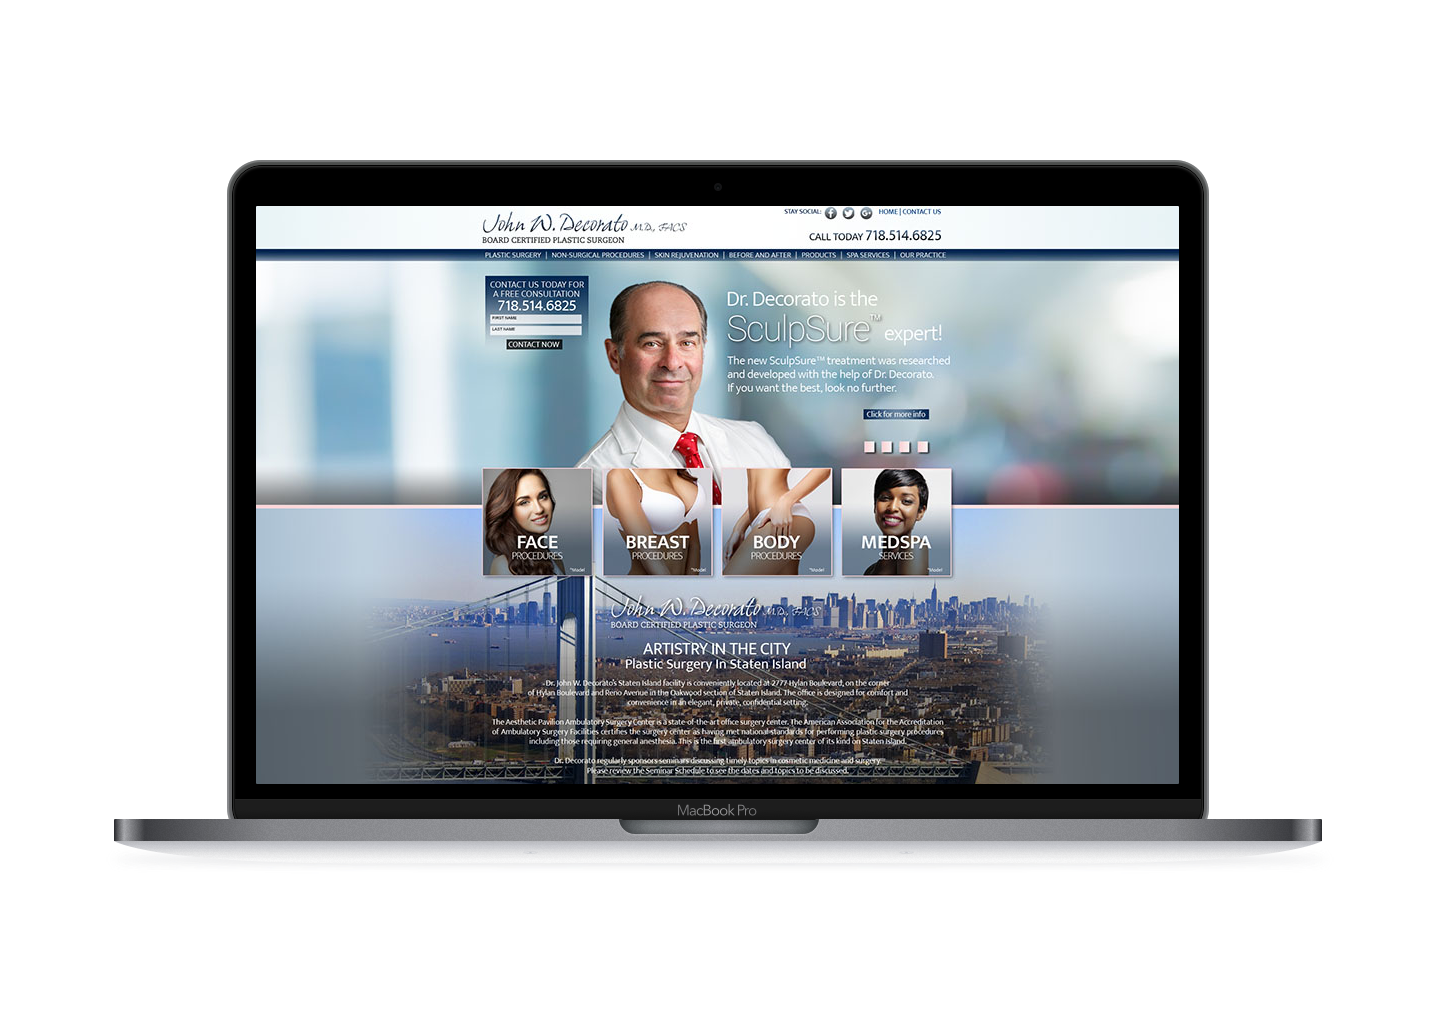 STAY SOCIAL:
HOME | CONTACT US
John W. Decorato M.D., FACS
BOARD CERTIFIED PLASTIC SURGEON
CALL TODAY 718.514.6825
PLASTIC SURGERY | NON-SURGICAL PROCEDURES | SKIN REJUVENATION | BEFORE AND AFTER | PRODUCTS | SPA SERVICES | OUR PRACTICE
CONTACT US TODAY FOR
A FREE CONSULTATION
718.514.6825
FIRST NAME
LAST NAME
CONTACT NOW
Dr. Decorato is the
SculpSure™ expert!
The new SculpSure™ treatment was researched
and developed with the help of Dr. Decorato.
If you want the best, look no further.
Click for more info
FACE
PROCEDURES
*Model
BREAST
PROCEDURES
*Model
BODY
PROCEDURES
*Model
MEDSPA
SERVICES
*Model
John W. Decorato M.D., FACS
BOARD CERTIFIED PLASTIC SURGEON
ARTISTRY IN THE CITY
Plastic Surgery In Staten Island
Dr. John W. Decorato's Staten Island facility is conveniently located at 2777 Hylan Boulevard, on the corner
of Hylan Boulevard and Reno Avenue in the Oakwood section of Staten Island. The office is designed for comfort and
convenience in an elegant, private, confidential setting.
The Aesthetic Pavilion Ambulatory Surgery Center is a state-of-the-art office surgery center. The American Association for the Accreditation
of Ambulatory Surgery Facilities certifies the surgery center as having met national standards for performing plastic surgery procedures
including those requiring general anesthesia. This is the first ambulatory surgery center of its kind on Staten Island.
Dr. Decorato regularly sponsors seminars discussing timely topics in cosmetic medicine and surgery.
Please review the Seminar Schedule to see the dates and topics to be discussed.
MacBook Pro